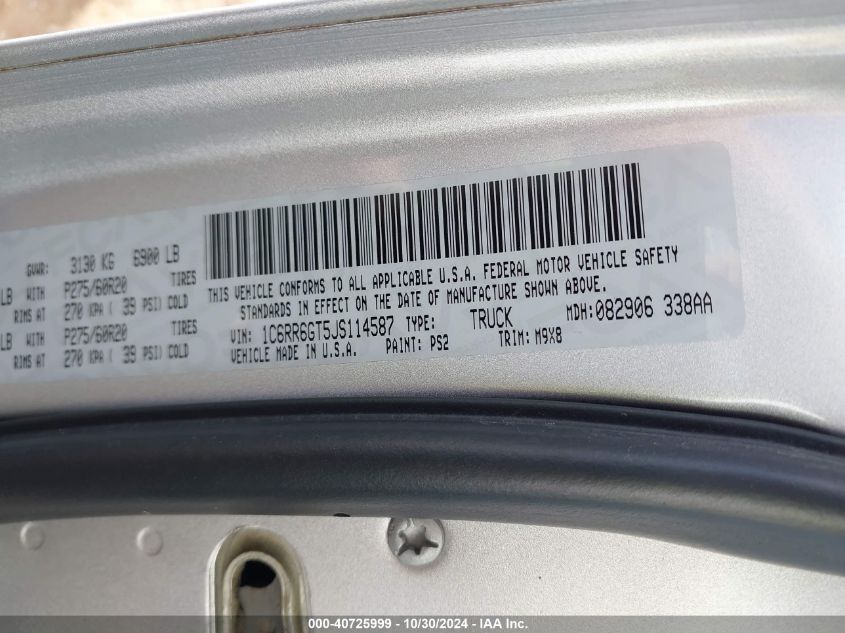 GVWR: 3130 KG 6900 LB
LB WITH P275/60R20 TIRES
RIMS AT 270 KPA ( 39 PSI) COLD
LB WITH P275/60R20 TIRES
RIMS AT 270 KPA ( 39 PSI) COLD
THIS VEHICLE CONFORMS TO ALL APPLICABLE U.S.A. FEDERAL MOTOR VEHICLE SAFETY
STANDARDS IN EFFECT ON THE DATE OF MANUFACTURE SHOWN ABOVE.
VIN: 1C6RR6GT5JS114587 TYPE: TRUCK MDH:082906 338AA
MADE IN U.S.A. PAINT: PS2 TRIM: M9X8
000-40725999 - 10/30/2024 - IAA Inc.